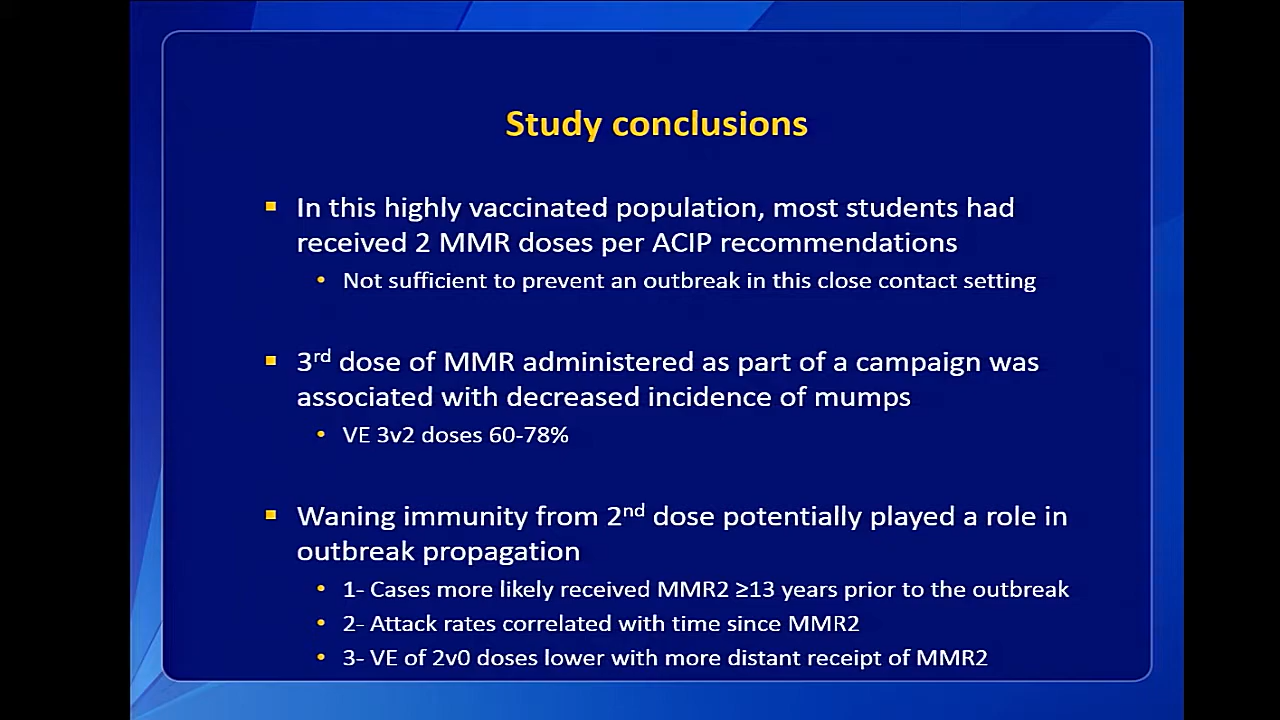 Study conclusions
▪ In this highly vaccinated population, most students had
received 2 MMR doses per ACIP recommendations
• Not sufficient to prevent an outbreak in this close contact setting
▪ 3rd dose of MMR administered as part of a campaign was
associated with decreased incidence of mumps
• VE 3v2 doses 60-78%
▪ Waning immunity from 2nd dose potentially played a role in
outbreak propagation
• 1- Cases more likely received MMR2 ≥13 years prior to the outbreak
• 2- Attack rates correlated with time since MMR2
• 3- VE of 2v0 doses lower with more distant receipt of MMR2